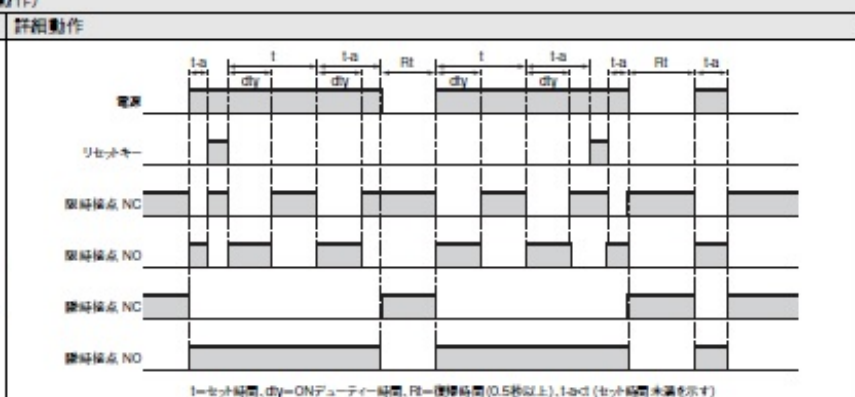 動作)
詳細動作
t-a t t-a Rt t t-a t-a Rt t-a
dty dty dty dty
電源
リセットキー
限時接点 NC
限時接点 NO
瞬時接点 NC
瞬時接点 NO
t=セット時間、dty=ONデューティー時間、Rt=復帰時間(0.5秒以上)、t-a<t (セット時間未満を示す)